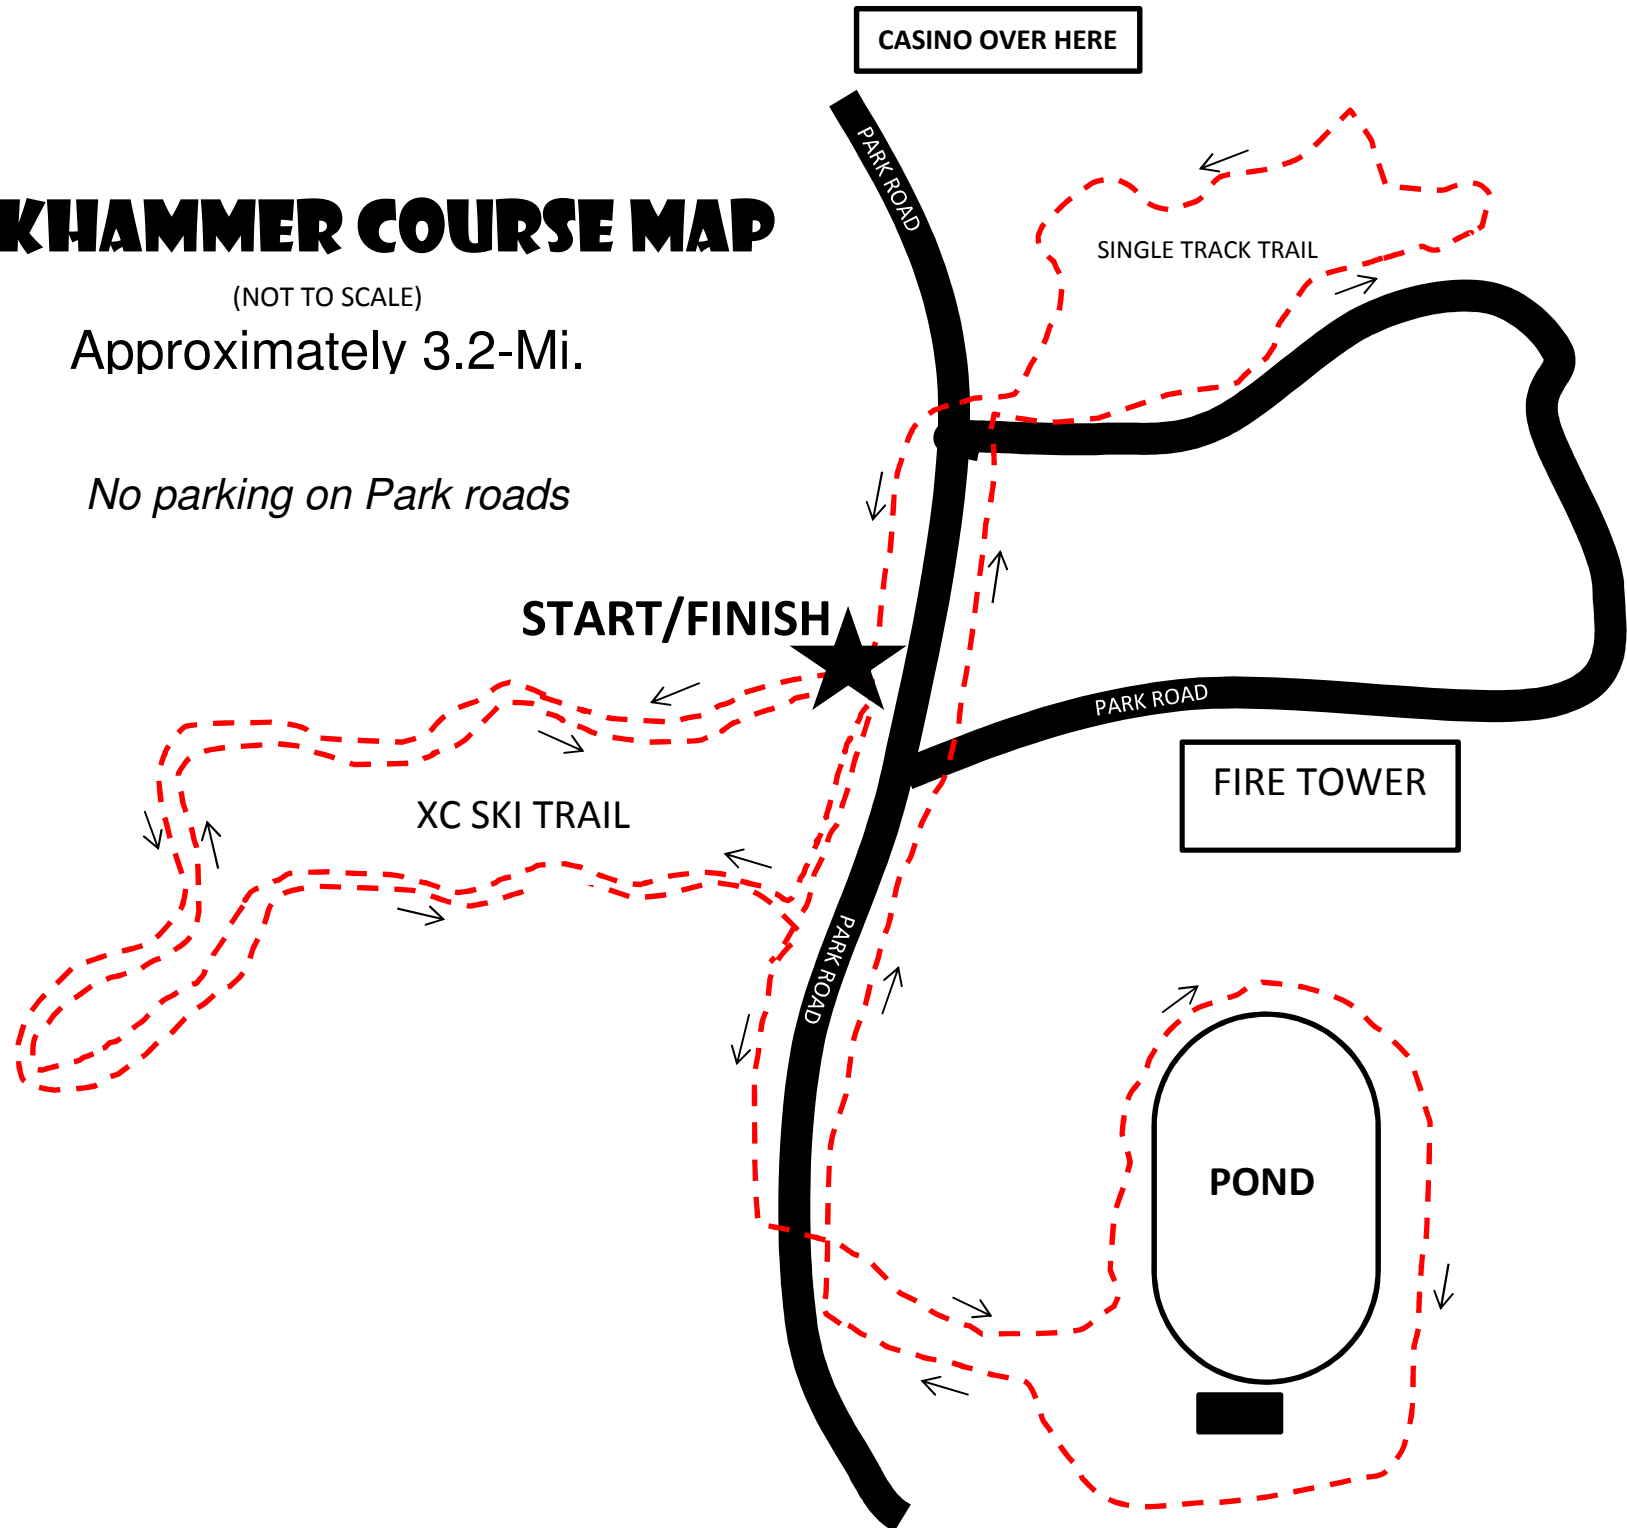 CASINO OVER HERE
PARK ROAD
KHAMMER COURSE MAP
SINGLE TRACK TRAIL
(NOT TO SCALE)
Approximately 3.2-Mi.
No parking on Park roads
START/FINISH
PARK ROAD
FIRE TOWER
XC SKI TRAIL
PARK ROAD
POND